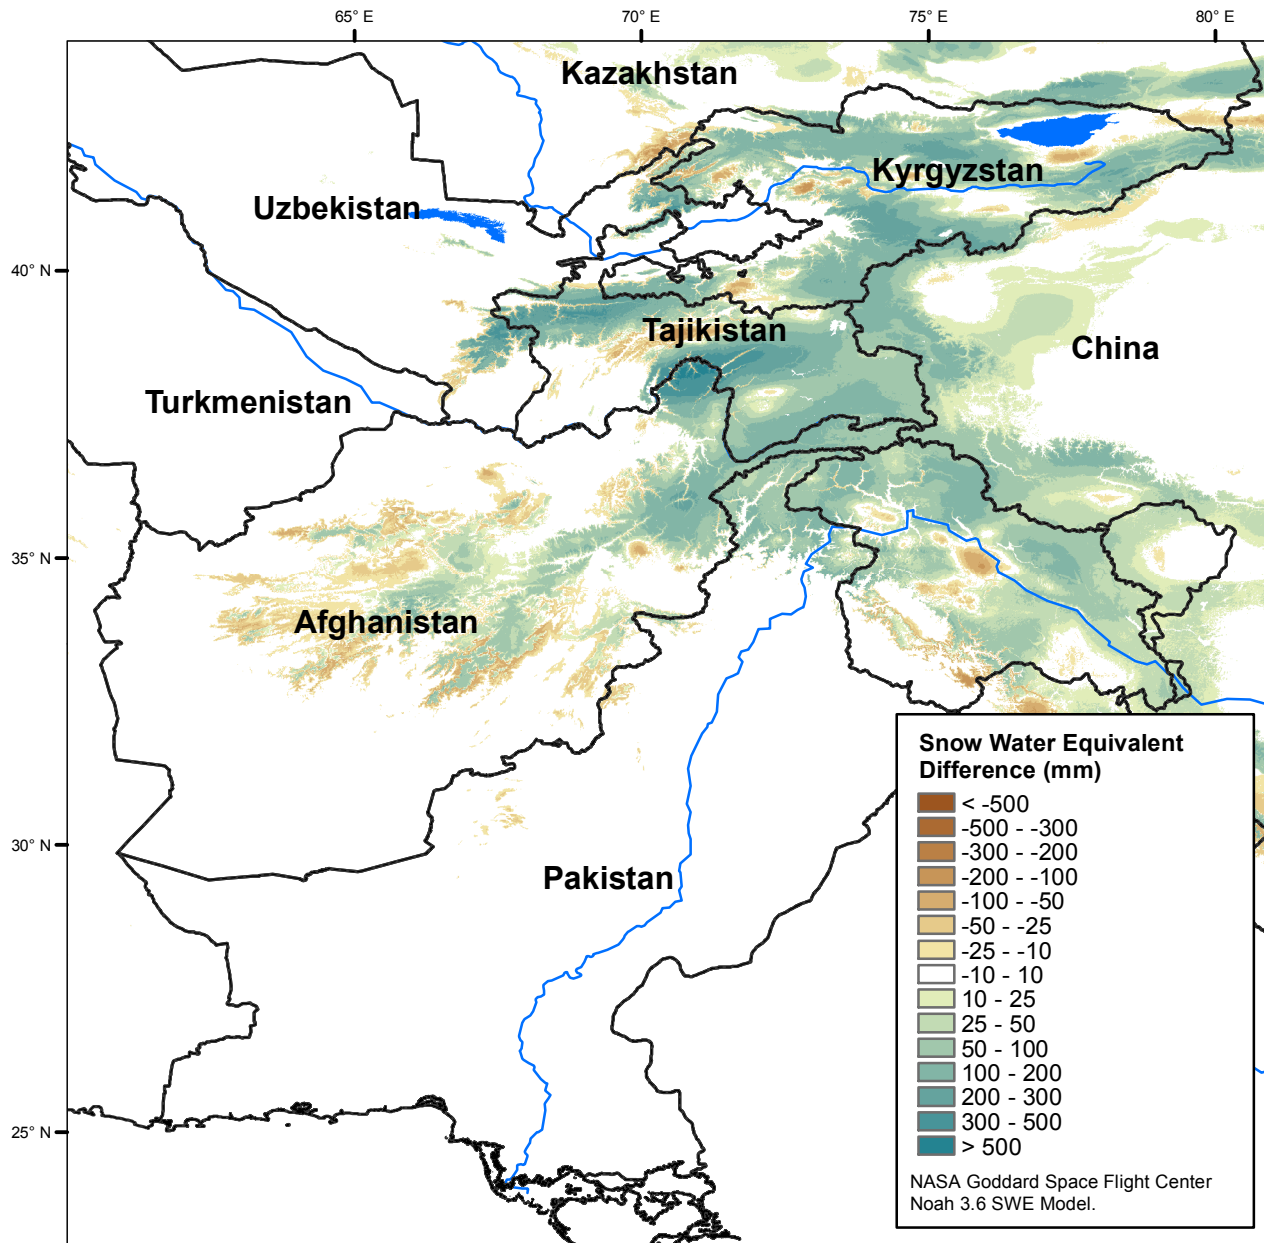 65° E
70° E
75° E
80° E
Kazakhstan
Kyrgyzstan
Uzbekistan
40° N
Tajikistan
China
Turkmenistan
35° N
Afghanistan
30° N
Pakistan
25° N
Snow Water Equivalent
Difference (mm)
< -500
-500 - -300
-300 - -200
-200 - -100
-100 - -50
-50 - -25
-25 - -10
-10 - 10
10 - 25
25 - 50
50 - 100
100 - 200
200 - 300
300 - 500
> 500
NASA Goddard Space Flight Center
Noah 3.6 SWE Model.